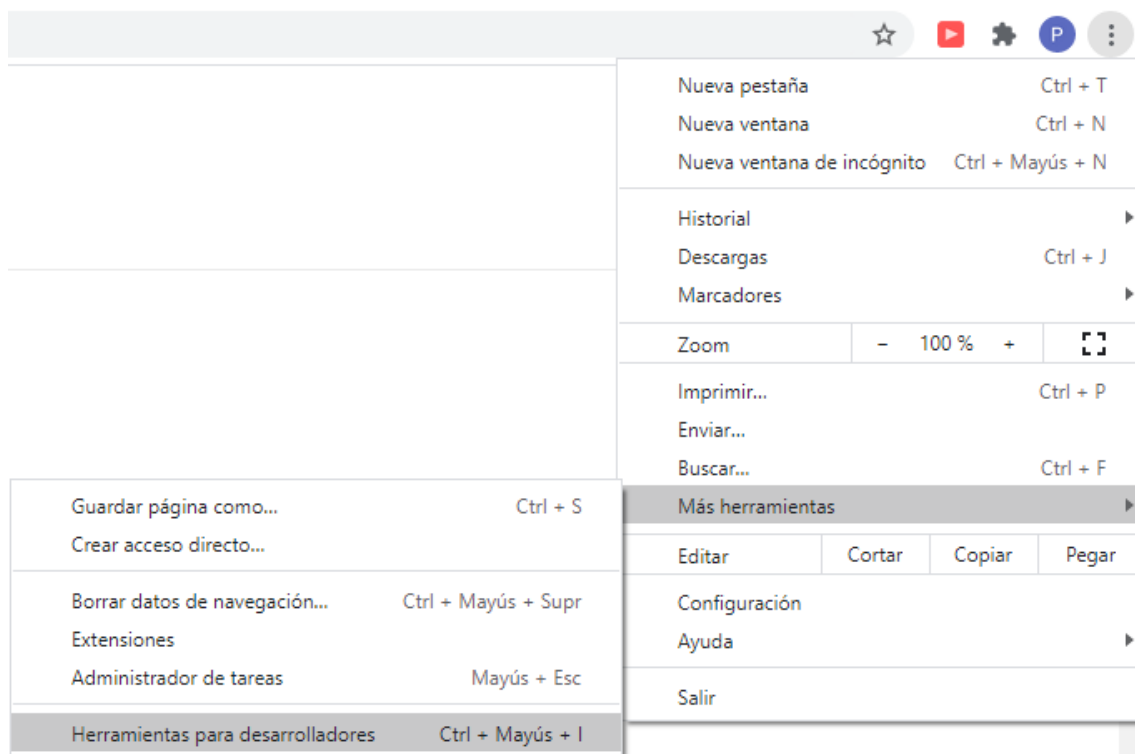 P
Nueva pestaña Ctrl + T
Nueva ventana Ctrl + N
Nueva ventana de incógnito Ctrl + Mayús + N
Historial
Descargas Ctrl + J
Marcadores
Zoom − 100 % +
Imprimir... Ctrl + P
Enviar...
Buscar... Ctrl + F
Más herramientas
Editar Cortar Copiar Pegar
Configuración
Ayuda
Salir
Guardar página como... Ctrl + S
Crear acceso directo...
Borrar datos de navegación... Ctrl + Mayús + Supr
Extensiones
Administrador de tareas Mayús + Esc
Herramientas para desarrolladores Ctrl + Mayús + I